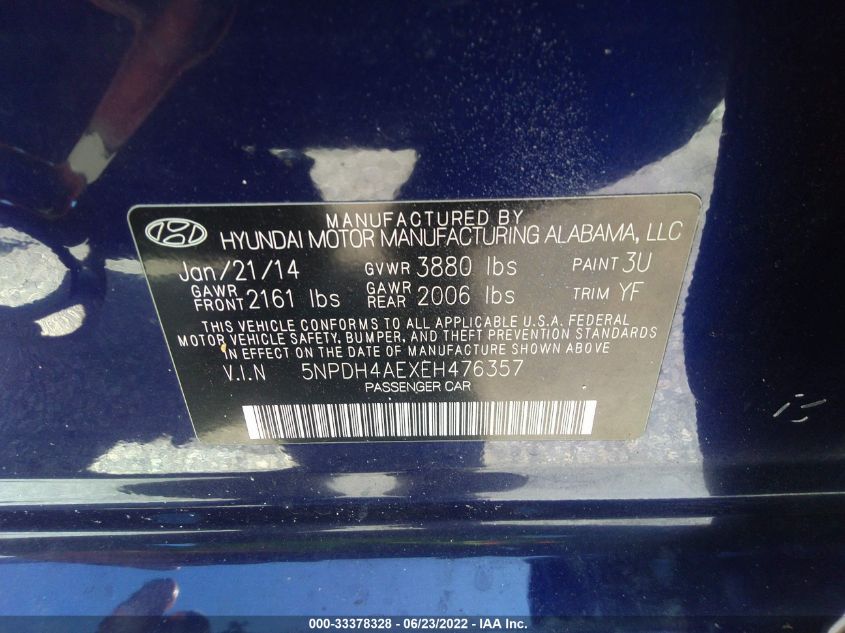 MANUFACTURED BY
HYUNDAI MOTOR MANUFACTURING ALABAMA, LLC
Jan/21/14 GVWR 3880 lbs PAINT 3U
GAWR FRONT 2161 lbs GAWR REAR 2006 lbs TRIM YF
THIS VEHICLE CONFORMS TO ALL APPLICABLE U.S.A. FEDERAL
MOTOR VEHICLE SAFETY, BUMPER, AND THEFT PREVENTION STANDARDS
IN EFFECT ON THE DATE OF MANUFACTURE SHOWN ABOVE.
V.I.N 5NPDH4AEXEH476357
PASSENGER CAR
000-33378328 - 06/23/2022 - IAA Inc.